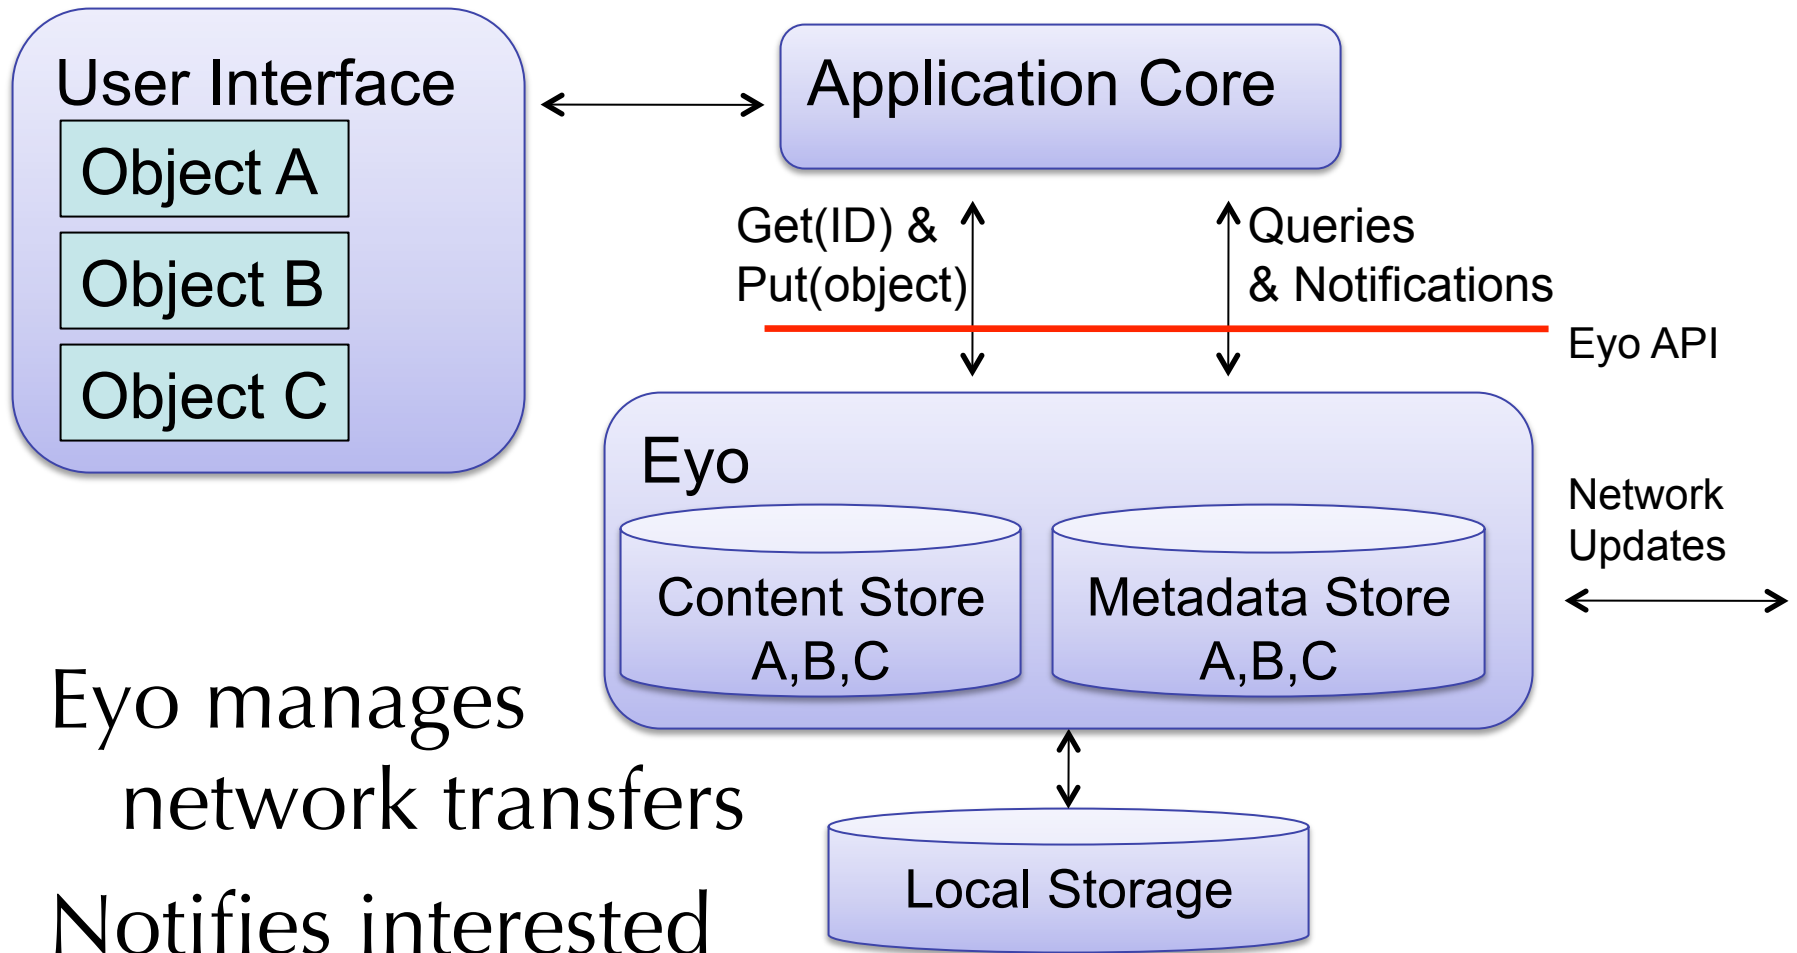 User Interface
Object A
Object B
Object C
Application Core
Get(ID) &
Put(object)
Queries
& Notifications
Eyo API
Eyo
Content Store
A,B,C
Metadata Store
A,B,C
Network
Updates
Local Storage
Eyo manages
network transfers
Notifies interested